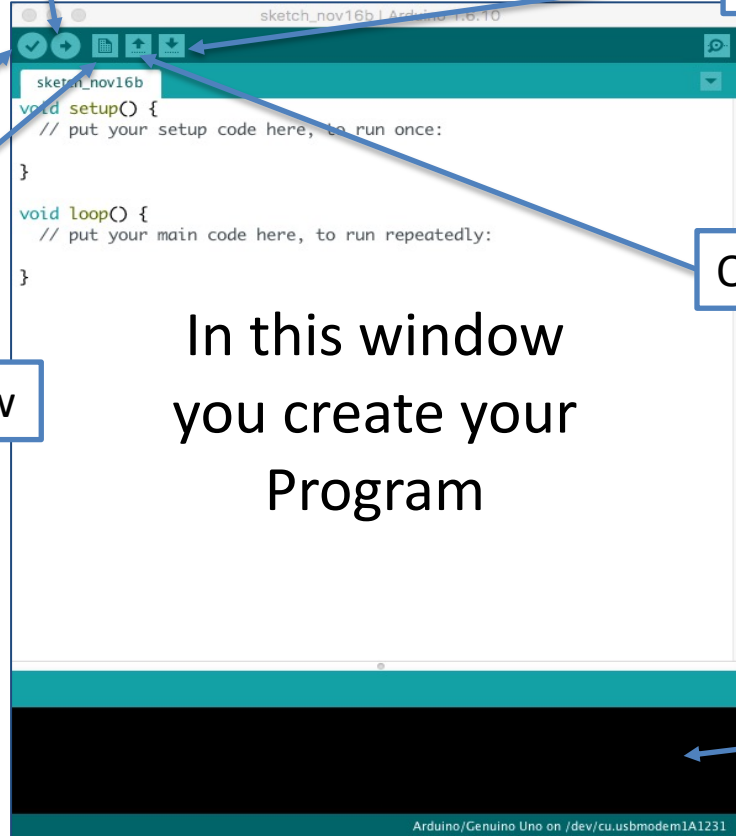 sketch_nov16b | Arduino 1.6.10
sketch_nov16b
void setup() {
// put your setup code here, to run once:
}
void loop() {
// put your main code here, to run repeatedly:
}
In this window
you create your
Program
Arduino/Genuino Uno on /dev/cu.usbmodem1A1231